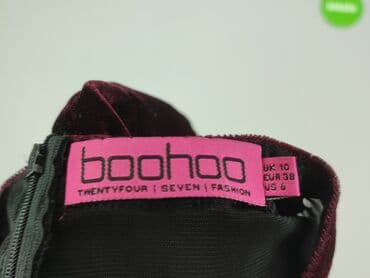 boohoo
TWENTYFOUR | SEVEN | FASHION
UK 10
EUR 38
US 6